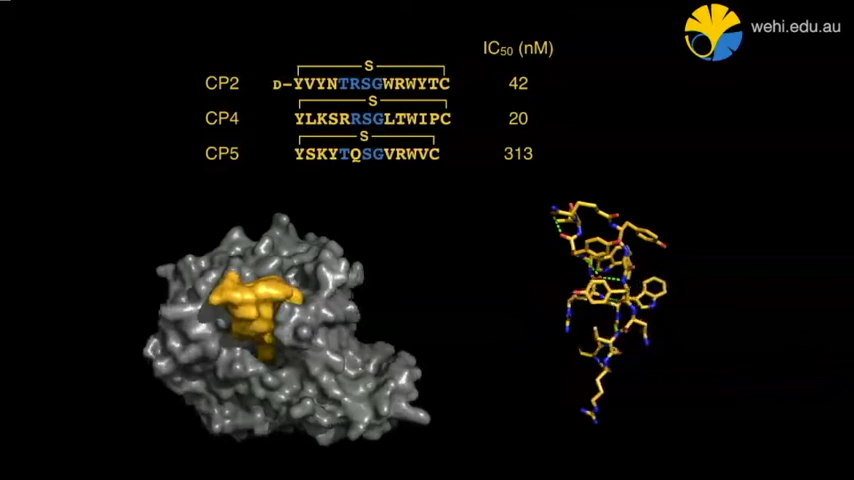 wehi.edu.au
IC₅₀ (nM)
S
CP2 D-YVYNTRSGWRWYTC 42
S
CP4 YLKSRRSGLTWIPC 20
S
CP5 YSKYTQSGVRWVC 313